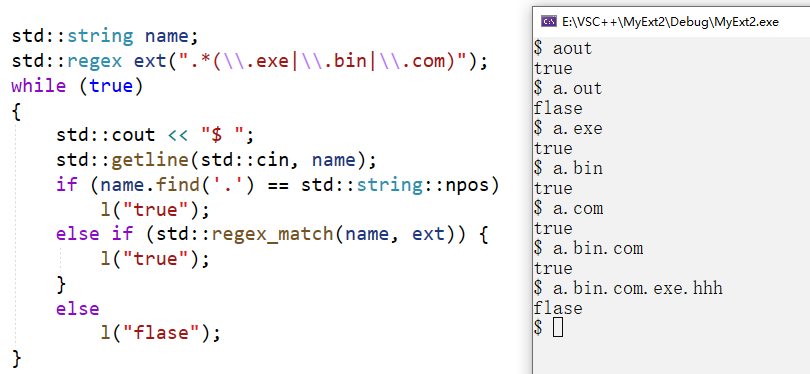 std::string name;
std::regex ext(".*(\\.exe|\\.bin|\\.com)");
while (true)
{
    std::cout << "$ ";
    std::getline(std::cin, name);
    if (name.find('.') == std::string::npos)
        l("true");
    else if (std::regex_match(name, ext)) {
        l("true");
    }
    else
        l("flase");
}
E:\VSC++\MyExt2\Debug\MyExt2.exe
$ aout
true
$ a.out
flase
$ a.exe
true
$ a.bin
true
$ a.com
true
$ a.bin.com
true
$ a.bin.com.exe.hhh
flase
$